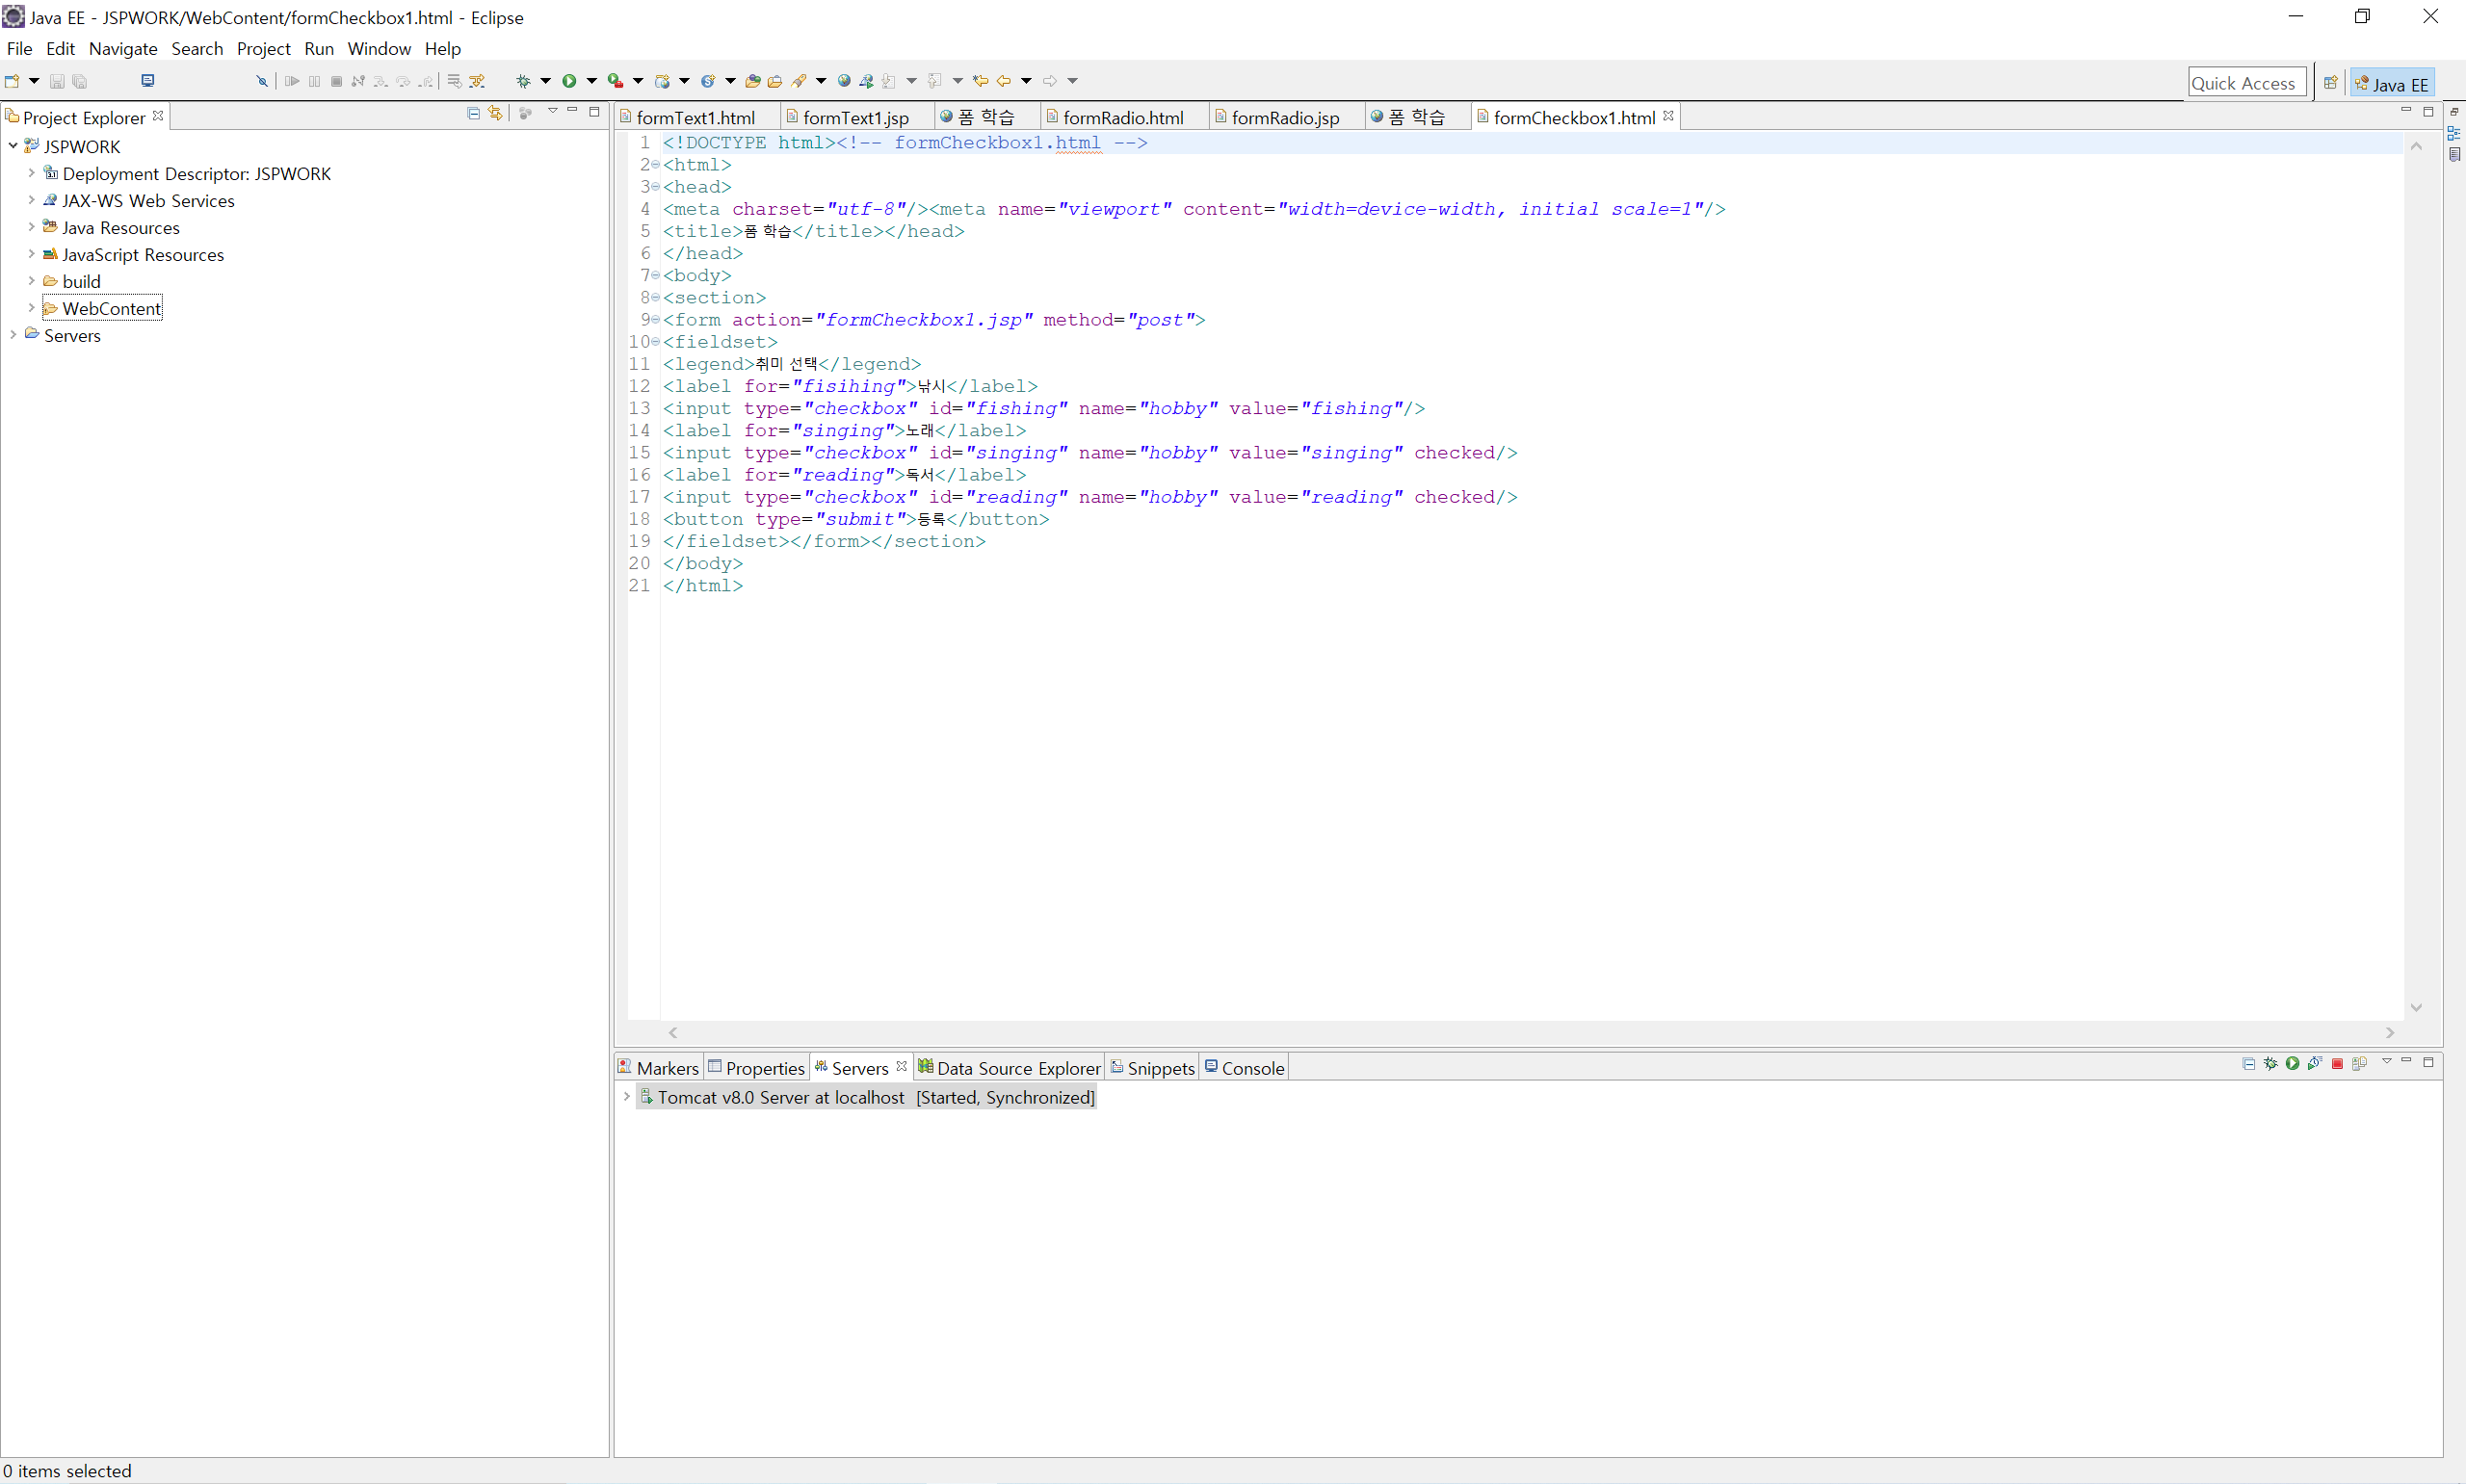 Java EE - JSPWORK/WebContent/formCheckbox1.html - Eclipse
File Edit Navigate Search Project Run Window Help
Quick Access
Java EE
Project Explorer
JSPWORK
Deployment Descriptor: JSPWORK
JAX-WS Web Services
Java Resources
JavaScript Resources
build
WebContent
Servers
formText1.html formText1.jsp 폼 학습 formRadio.html formRadio.jsp 폼 학습 formCheckbox1.html
1 <!DOCTYPE html><!-- formCheckbox1.html -->
2 <html>
3 <head>
4 <meta charset="utf-8"/><meta name="viewport" content="width=device-width, initial scale=1"/>
5 <title>폼 학습</title></head>
6 </head>
7 <body>
8 <section>
9 <form action="formCheckbox1.jsp" method="post">
10 <fieldset>
11 <legend>취미 선택</legend>
12 <label for="fisihing">낚시</label>
13 <input type="checkbox" id="fishing" name="hobby" value="fishing"/>
14 <label for="singing">노래</label>
15 <input type="checkbox" id="singing" name="hobby" value="singing" checked/>
16 <label for="reading">독서</label>
17 <input type="checkbox" id="reading" name="hobby" value="reading" checked/>
18 <button type="submit">등록</button>
19 </fieldset></form></section>
20 </body>
21 </html>
Markers Properties Servers Data Source Explorer Snippets Console
Tomcat v8.0 Server at localhost [Started, Synchronized]
0 items selected